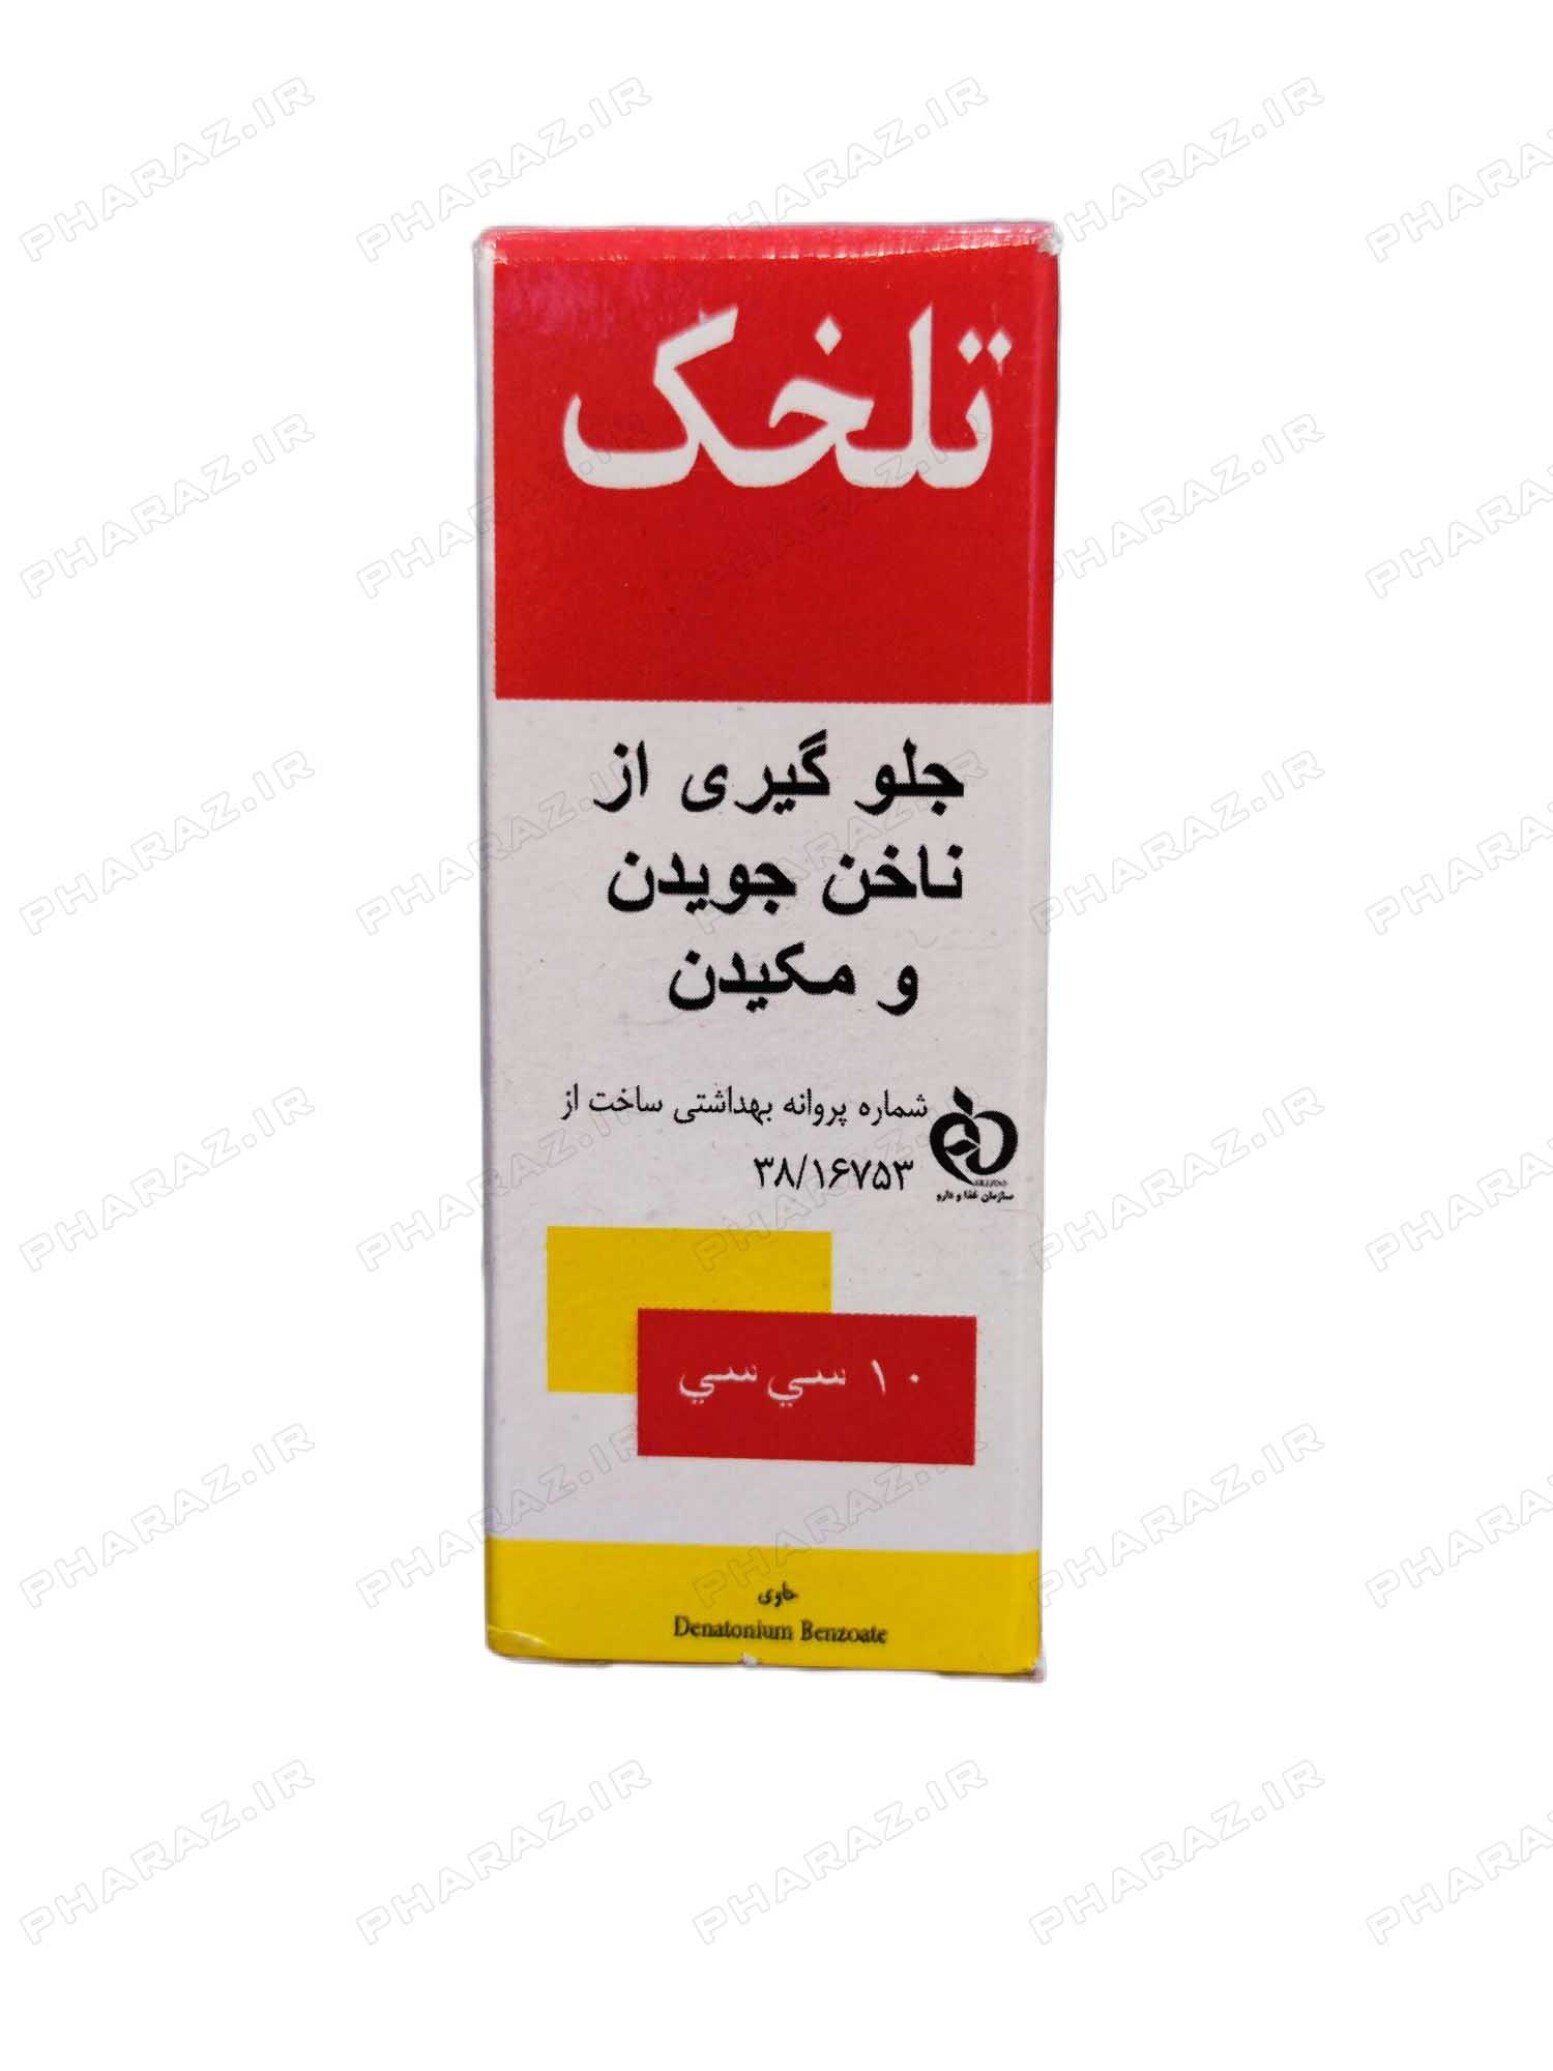 تلخک
جلو گیری از
ناخن جویدن
و مکیدن
شماره پروانه بهداشتی ساخت از
۳۸/۱۶۷۵۳
سازمان غذا و دارو
۱۰ سي سي
حاوی
Denatonium Benzoate
PHARAZ.IR